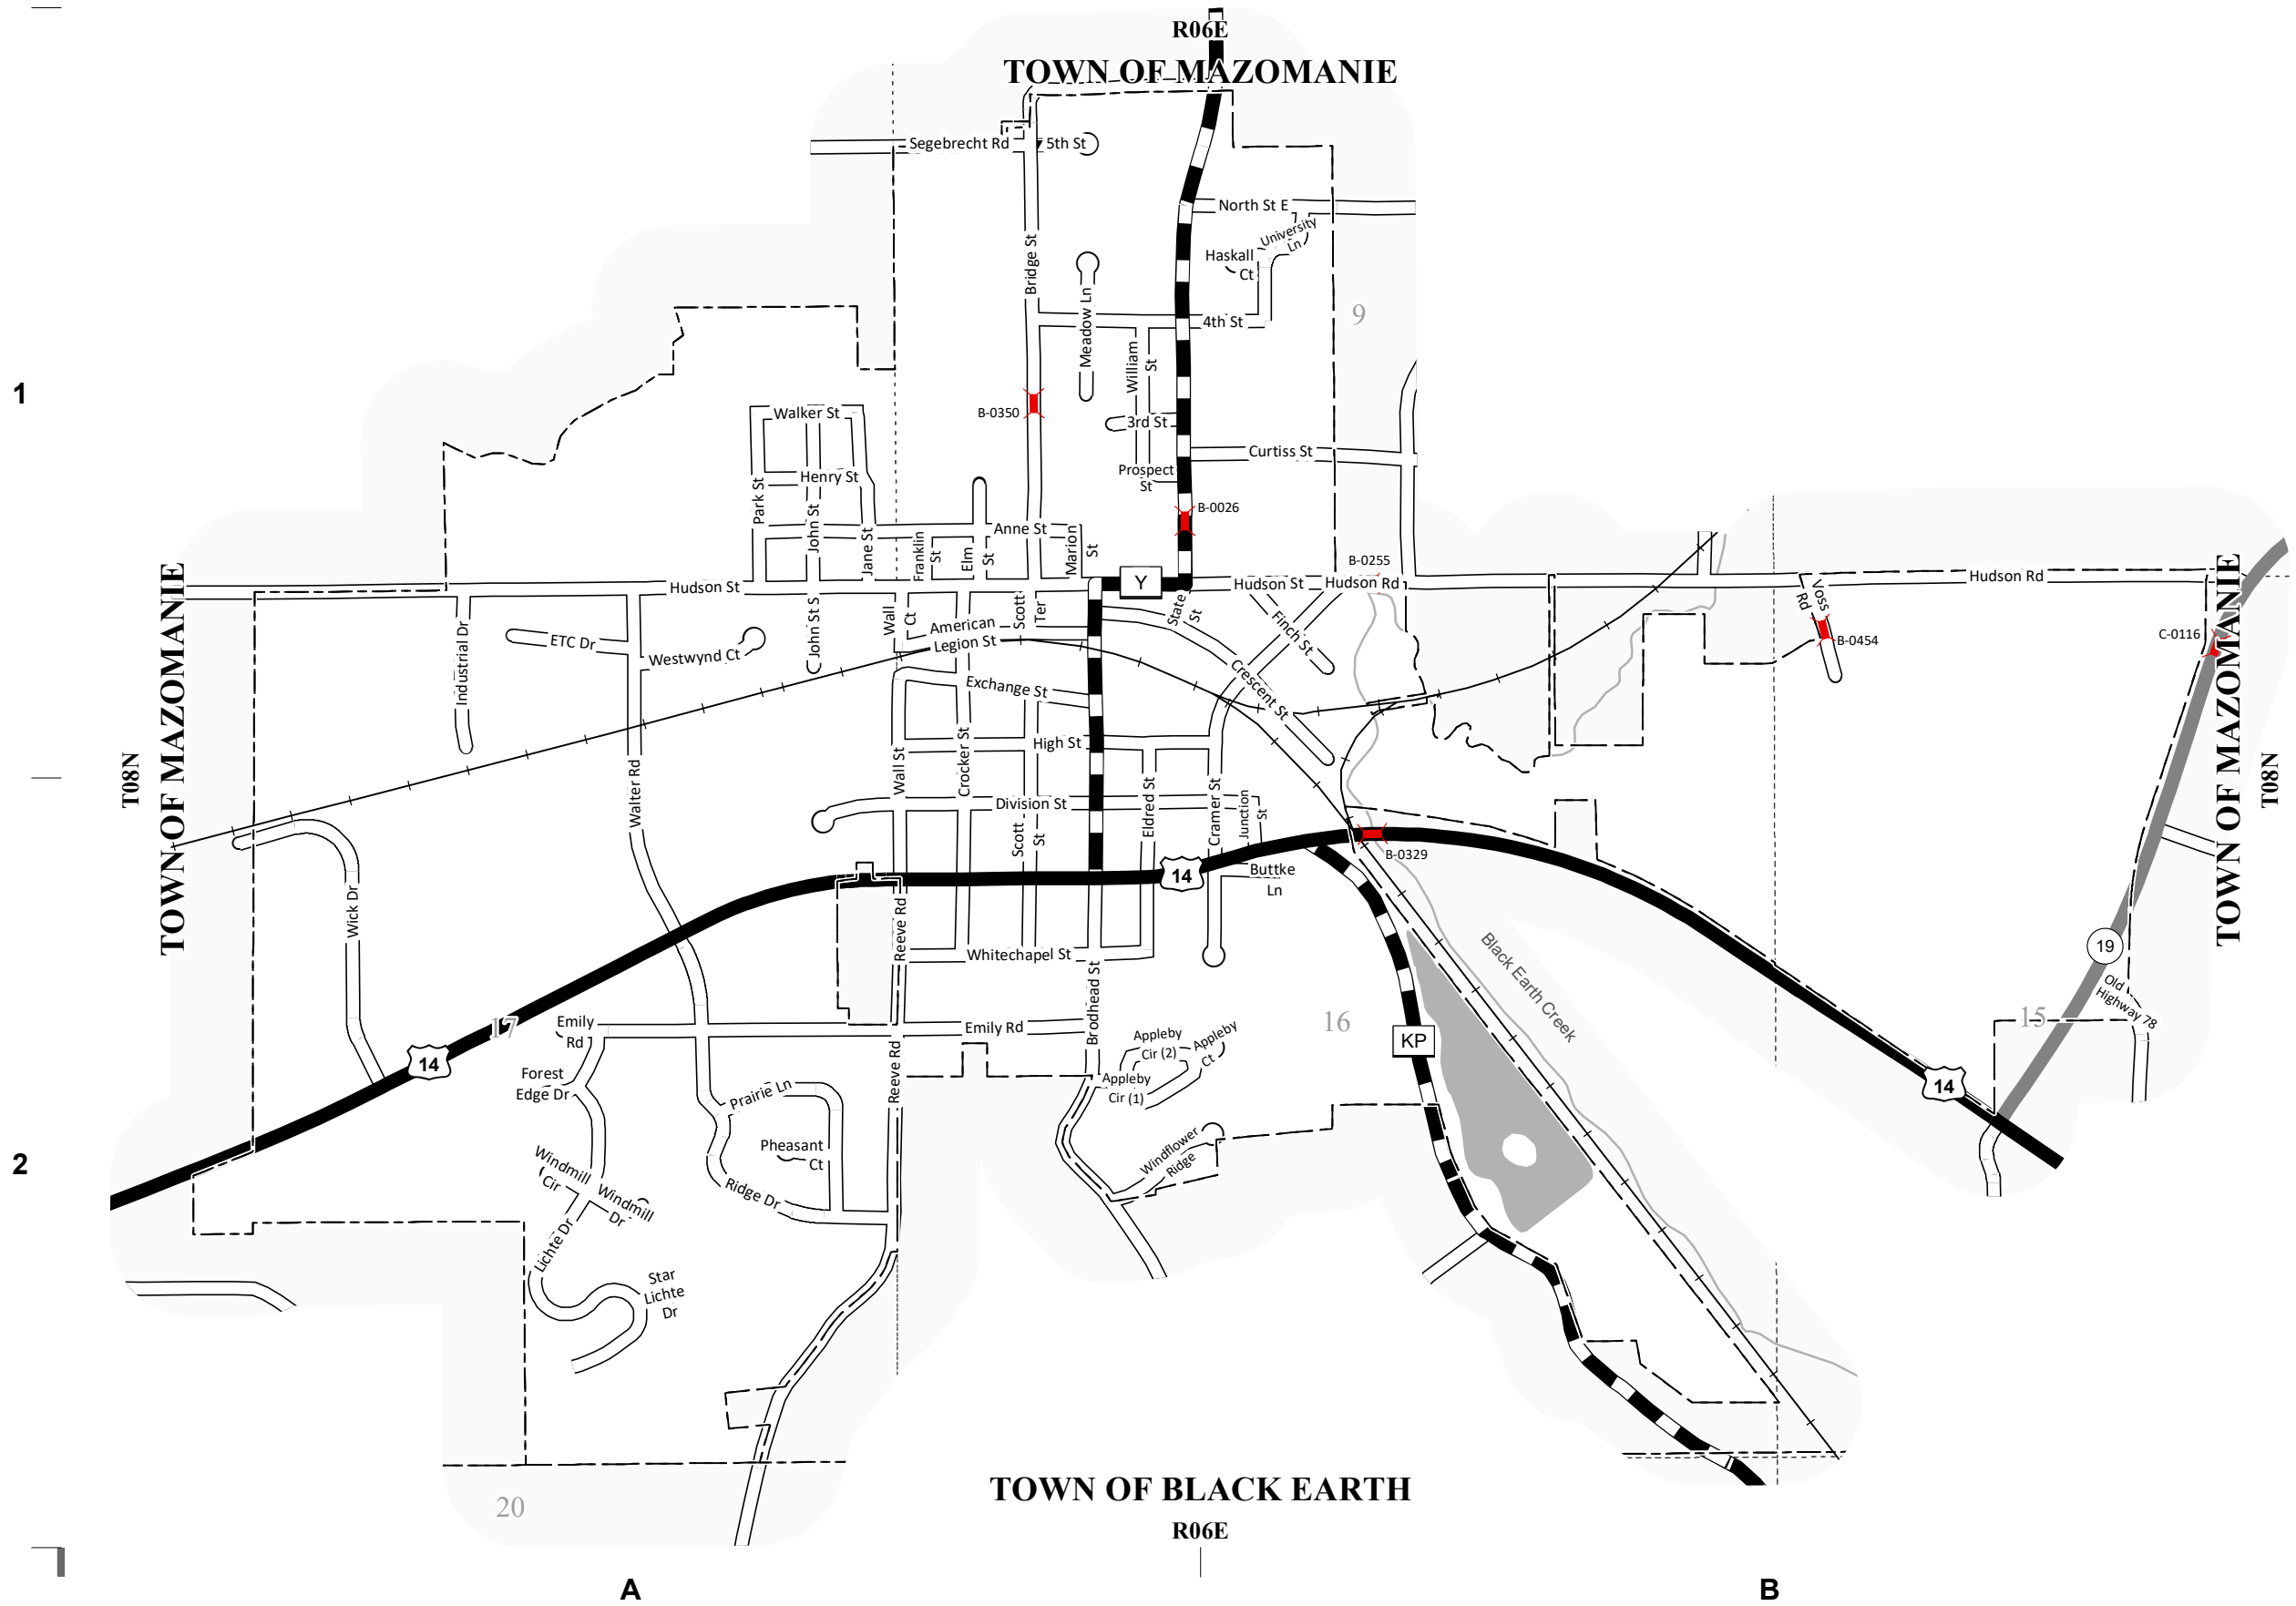 R06E
TOWN OF MAZOMANIE
Segebrecht Rd
5th St
North St E
University
Ln
Haskall
Ct
Bridge St
Meadow Ln
4th St
9
William
St
1
B-0350
Walker St
3rd St
Curtiss St
Prospect
St
Henry St
Park St
John St
Jane St
Franklin
St
Elm
St
Anne St
Marion
St
B-0026
B-0255
Y
Hudson St
Hudson St
Hudson Rd
Hudson Rd
Voss
Rd
B-0454
C-0116
TOWN OF MAZOMANIE
T08N
Industrial Dr
ETC Dr
Westwynd Ct
John St S
Wall
Ct
American
Legion St
Scott
Ter
State
St
Finch St
Crescent St
Exchange St
High St
Wall St
Crocker St
Walter Rd
Division St
Scott
St
Eldred St
Cramer St
Junction
St
TOWN OF MAZOMANIE
T08N
B-0329
14
Buttke
Ln
Wick Dr
Reeve Rd
Whitechapel St
Brodhead St
Black Earth Creek
19
Old
Highway 78
15
17
14
Emily
Rd
Emily Rd
16
KP
Appleby
Cir (2)
Appleby
Ct
Appleby
Cir (1)
14
Forest
Edge Dr
Prairie Ln
Reeve Rd
Pheasant
Ct
Ridge Dr
Windflower
Ridge
2
Windmill
Cir
Windmill
Dr
Lichte Dr
Star
Lichte
Dr
20
TOWN OF BLACK EARTH
R06E
A
B